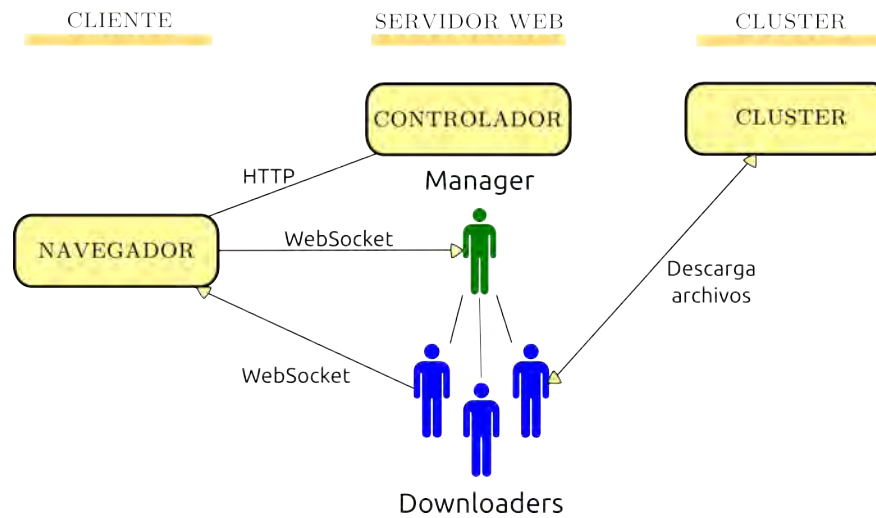 CLIENTE
SERVIDOR WEB
CLUSTER
CONTROLADOR
CLUSTER
HTTP
Manager
NAVEGADOR
WebSocket
Descarga
archivos
WebSocket
Downloaders